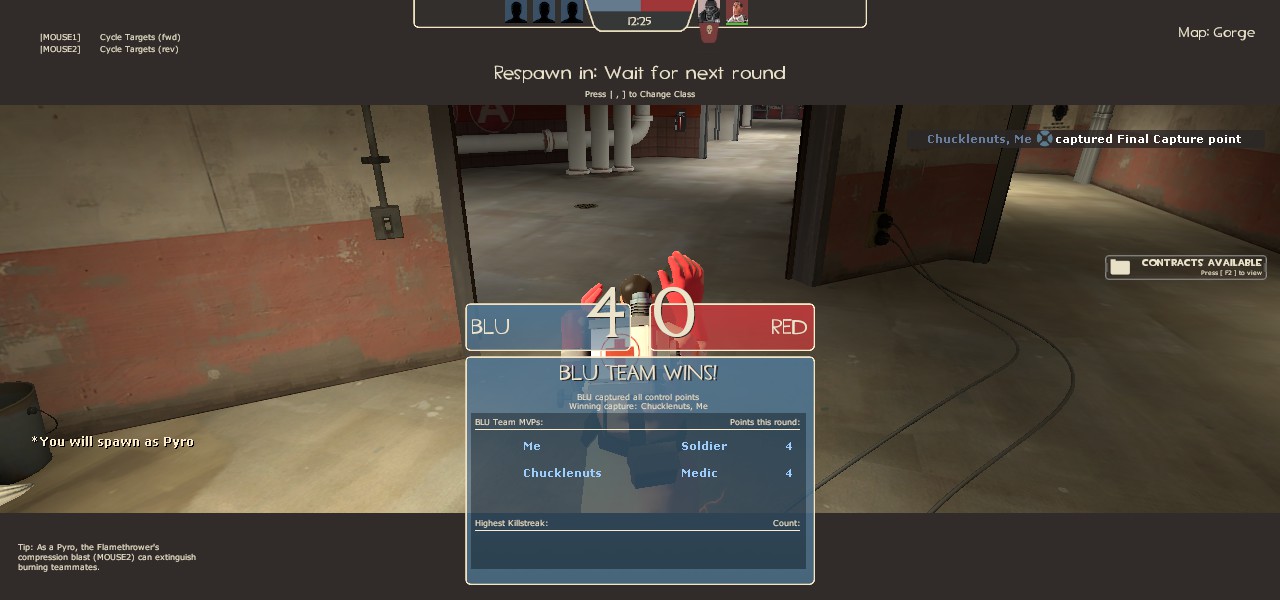 12:25
[MOUSE1] Cycle Targets (fwd)
[MOUSE2] Cycle Targets (rev)
Map: Gorge
Respawn in: Wait for next round
Press [ , ] to Change Class
A
Chucklenuts, Me captured Final Capture point
CONTRACTS AVAILABLE
Press [ F2 ] to view
BLU 4 0 RED
BLU TEAM WINS!
BLU captured all control points
Winning capture: Chucklenuts, Me
BLU Team MVPs: Points this round:
Me Soldier 4
Chucklenuts Medic 4
Highest Killstreak: Count:
*You will spawn as Pyro
Tip: As a Pyro, the Flamethrower's
compression blast (MOUSE2) can extinguish
burning teammates.